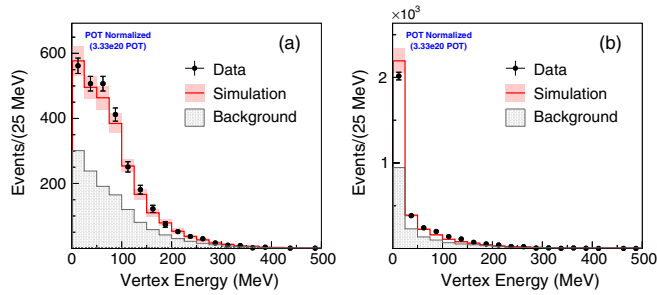 POT Normalized
(3.33e20 POT)
(a)
Data
Simulation
Background
Events/(25 MeV)
600
400
200
0 100 200 300 400 500
Vertex Energy (MeV)
×10³
POT Normalized
(3.33e20 POT)
(b)
Data
Simulation
Background
Events/(25 MeV)
2
1
0 100 200 300 400 500
Vertex Energy (MeV)